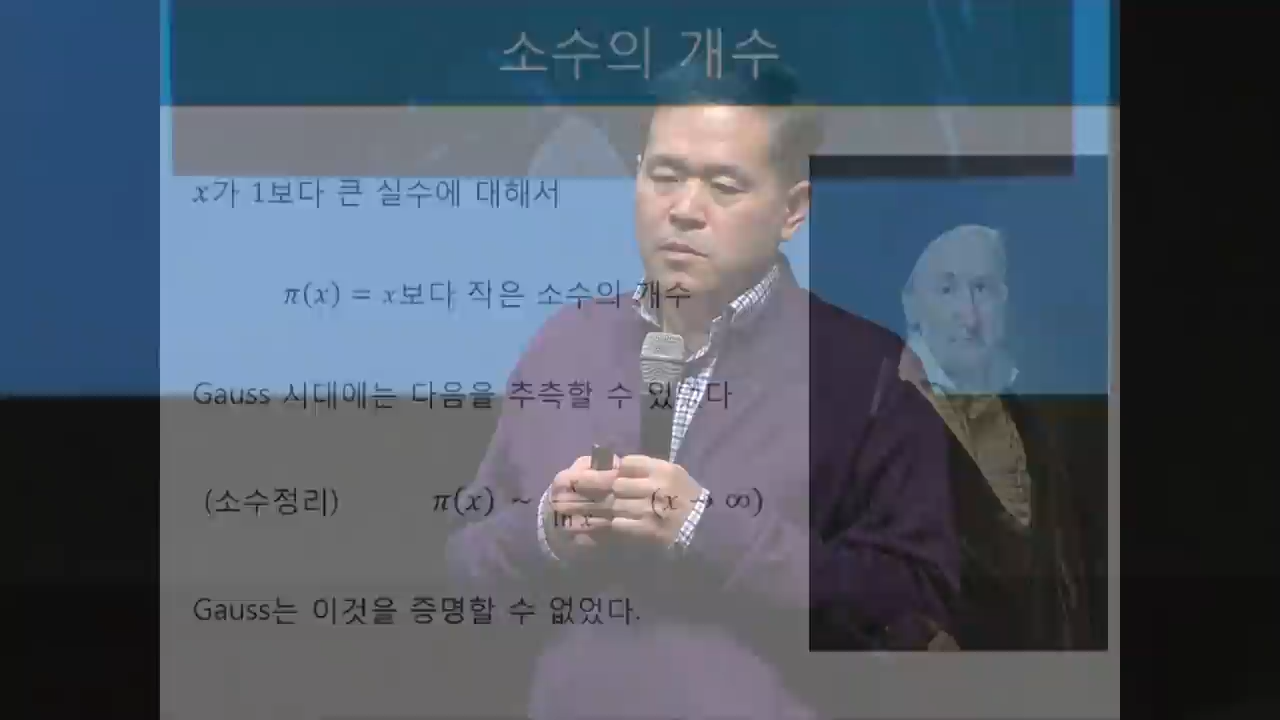 소수의 개수
x가 1보다 큰 실수에 대해서
π(x) = x보다 작은 소수의 개수
Gauss 시대에는 다음을 추측할 수 있었다
(소수정리) π(x) ~ x/ln x (x → ∞)
Gauss는 이것을 증명할 수 없었다.